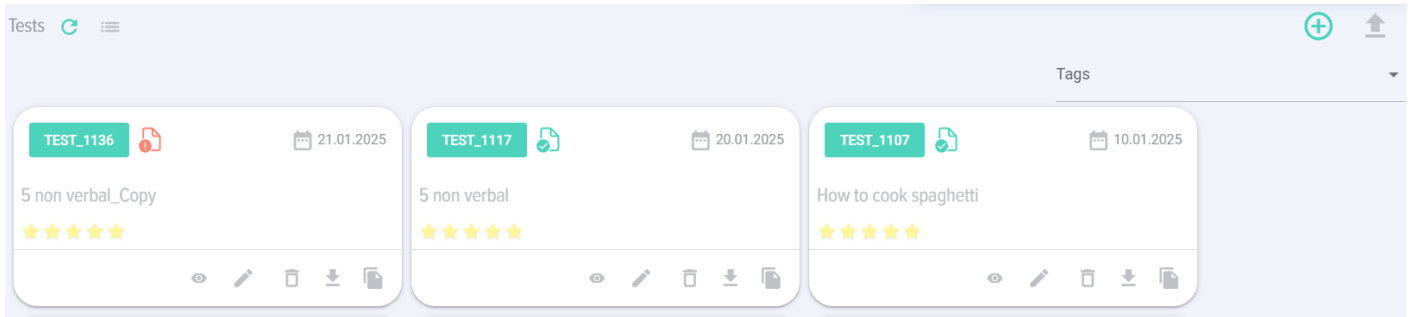 Tests
Tags
TEST_1136 21.01.2025
5 non verbal_Copy
TEST_1117 20.01.2025
5 non verbal
TEST_1107 10.01.2025
How to cook spaghetti